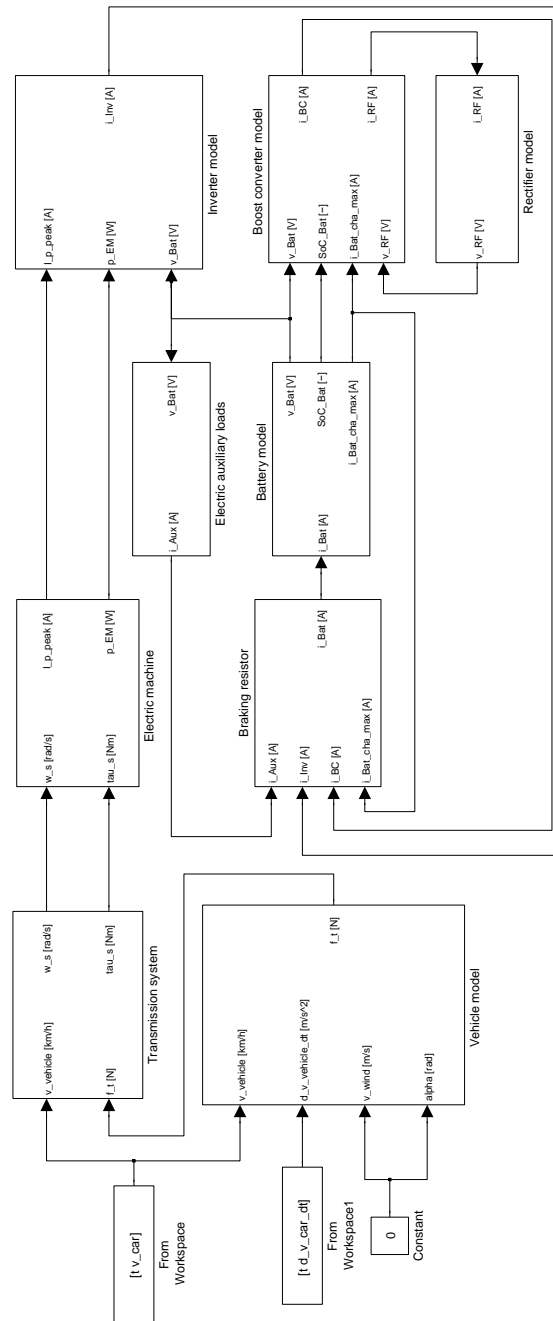 [t v_car]
From
Workspace
[t d_v_car_dt]
From
Workspace1
0
Constant
v_vehicle [km/h]
f_t [N]
w_s [rad/s]
tau_s [Nm]
Transmission system
v_vehicle [km/h]
d_v_vehicle_dt [m/s^2]
v_wind [m/s]
alpha [rad]
f_t [N]
Vehicle model
w_s [rad/s]
tau_s [Nm]
I_p_peak [A]
p_EM [W]
Electric machine
i_Aux [A]
v_Bat [V]
Electric auxiliary loads
i_Aux [A]
i_Inv [A]
i_BC [A]
i_Bat_cha_max [A]
i_Bat [A]
Braking resistor
i_Bat [A]
v_Bat [V]
SoC_Bat [-]
i_Bat_cha_max [A]
Battery model
I_p_peak [A]
p_EM [W]
v_Bat [V]
i_Inv [A]
Inverter model
v_Bat [V]
SoC_Bat [-]
i_Bat_cha_max [A]
v_RF [V]
i_BC [A]
i_RF [A]
Boost converter model
v_RF [V]
i_RF [A]
Rectifier model